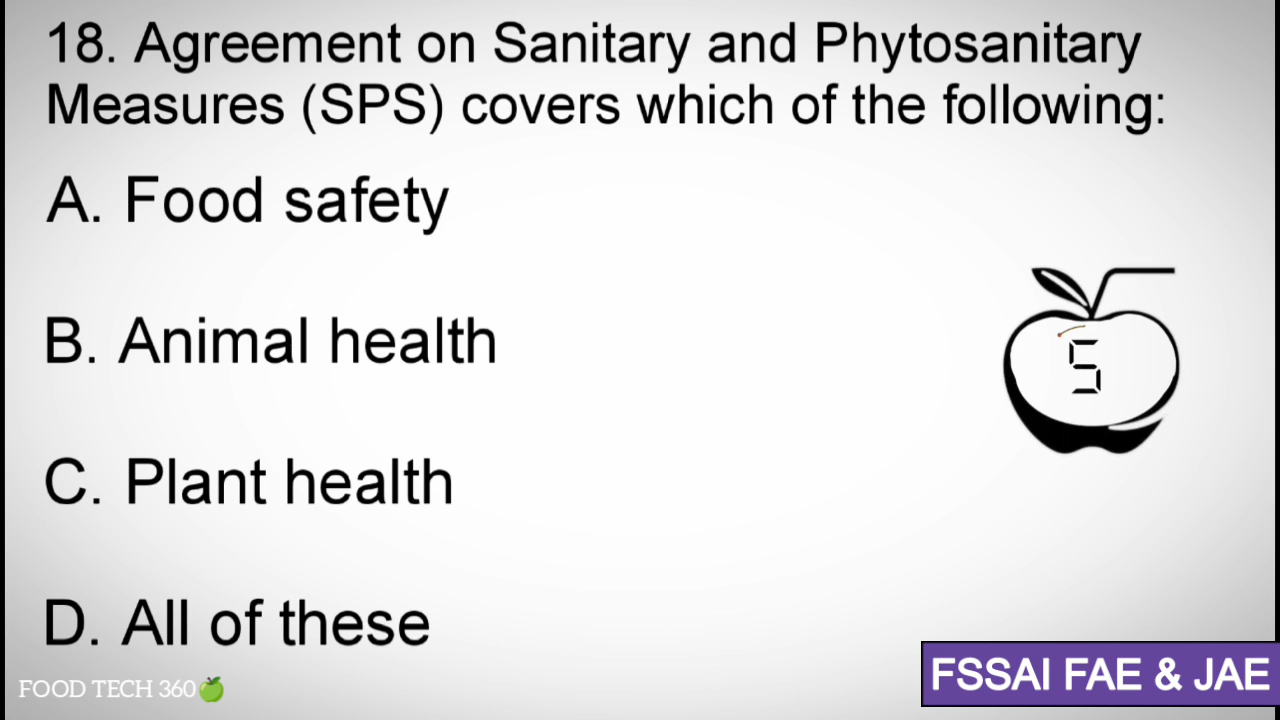 18. Agreement on Sanitary and Phytosanitary
Measures (SPS) covers which of the following:
A. Food safety
B. Animal health
5
C. Plant health
D. All of these
FOOD TECH 360🍏
FSSAI FAE & JAE